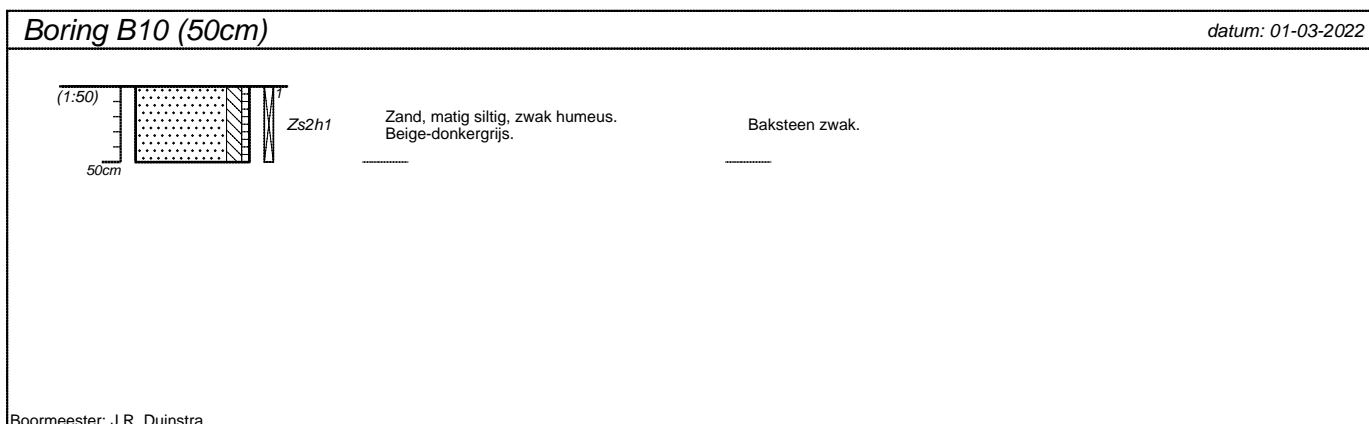 Boring B10 (50cm)
datum: 01-03-2022
(1:50)
1
Zs2h1
Zand, matig siltig, zwak humeus.
Beige-donkergrijs.
Baksteen zwak.
50cm
Boormeester: J.R. Duinstra